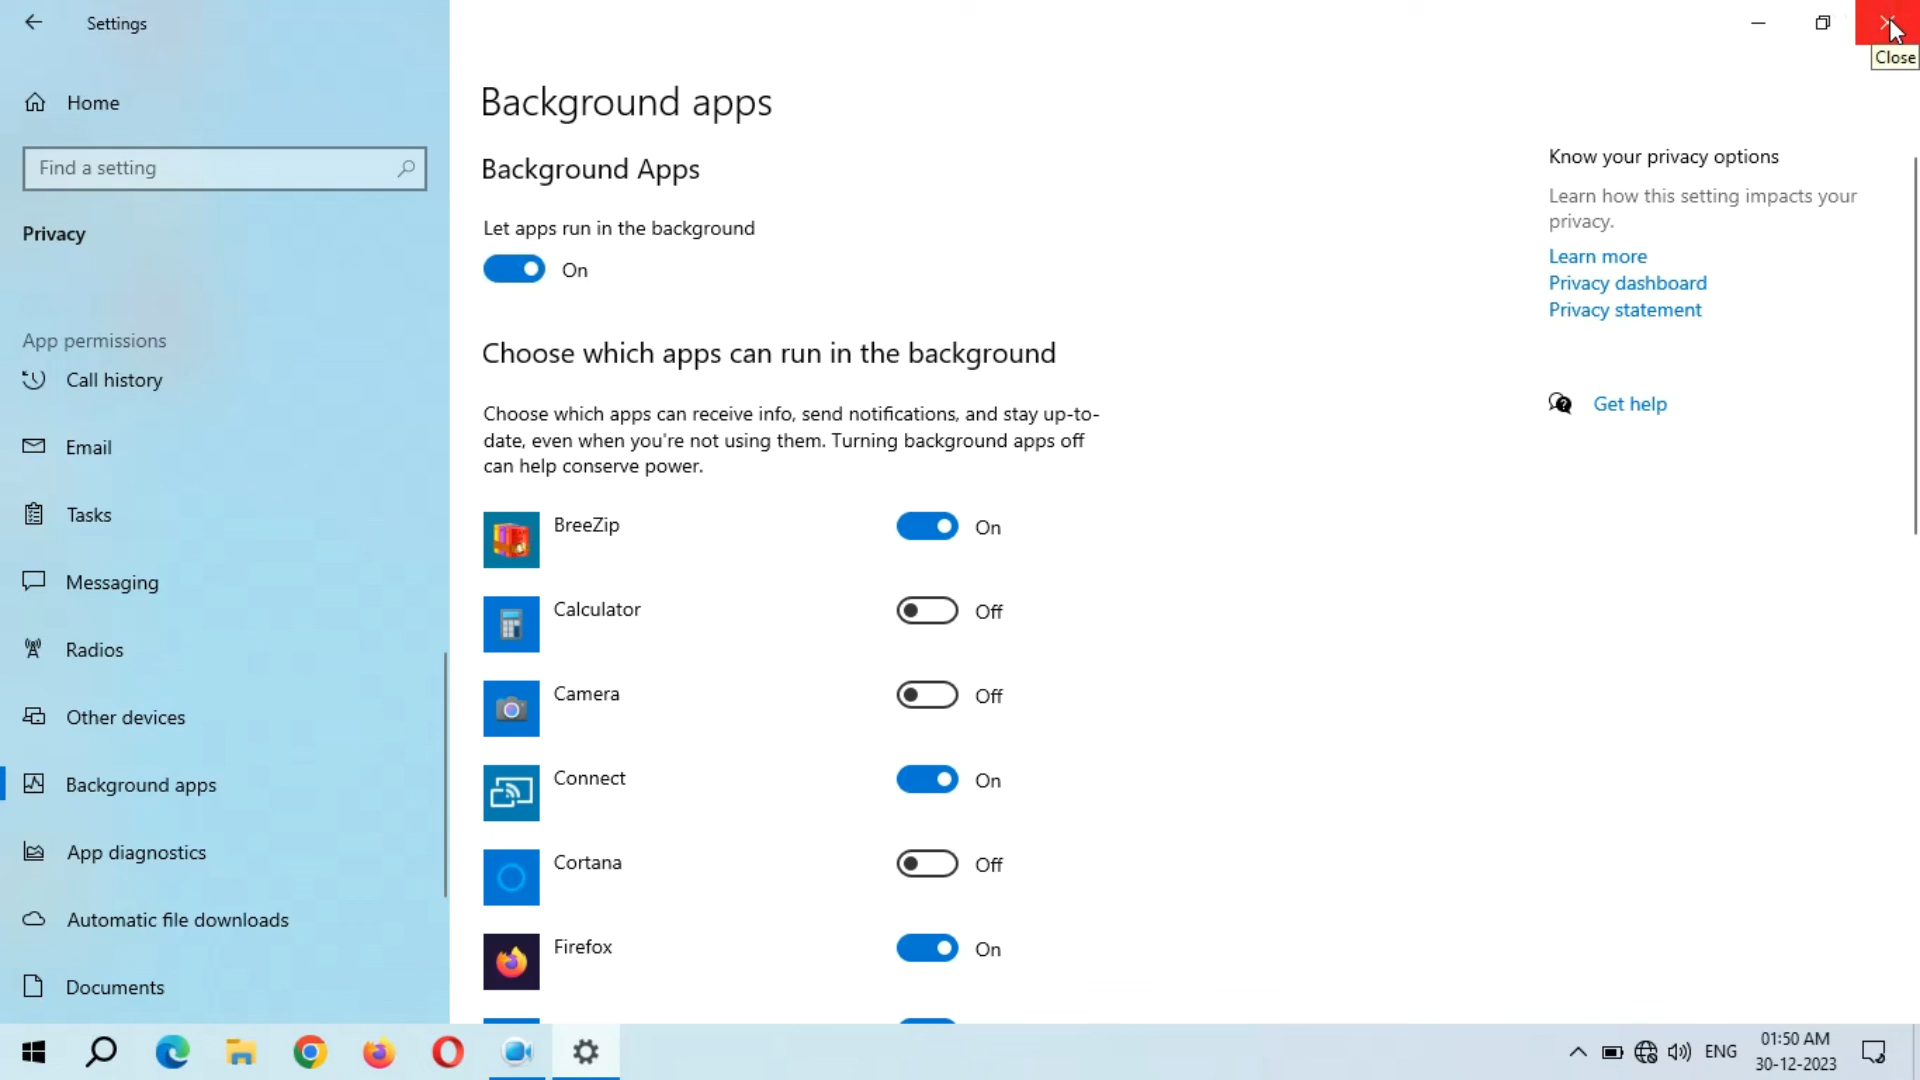 Settings
Close
Home
Find a setting
Privacy
App permissions
Call history
Email
Tasks
Messaging
Radios
Other devices
Background apps
App diagnostics
Automatic file downloads
Documents
Background apps
Background Apps
Let apps run in the background
On
Choose which apps can run in the background
Choose which apps can receive info, send notifications, and stay up-to-
date, even when you're not using them. Turning background apps off
can help conserve power.
BreeZip On
Calculator Off
Camera Off
Connect On
Cortana Off
Firefox On
Know your privacy options
Learn how this setting impacts your
privacy.
Learn more
Privacy dashboard
Privacy statement
Get help
ENG
01:50 AM
30-12-2023